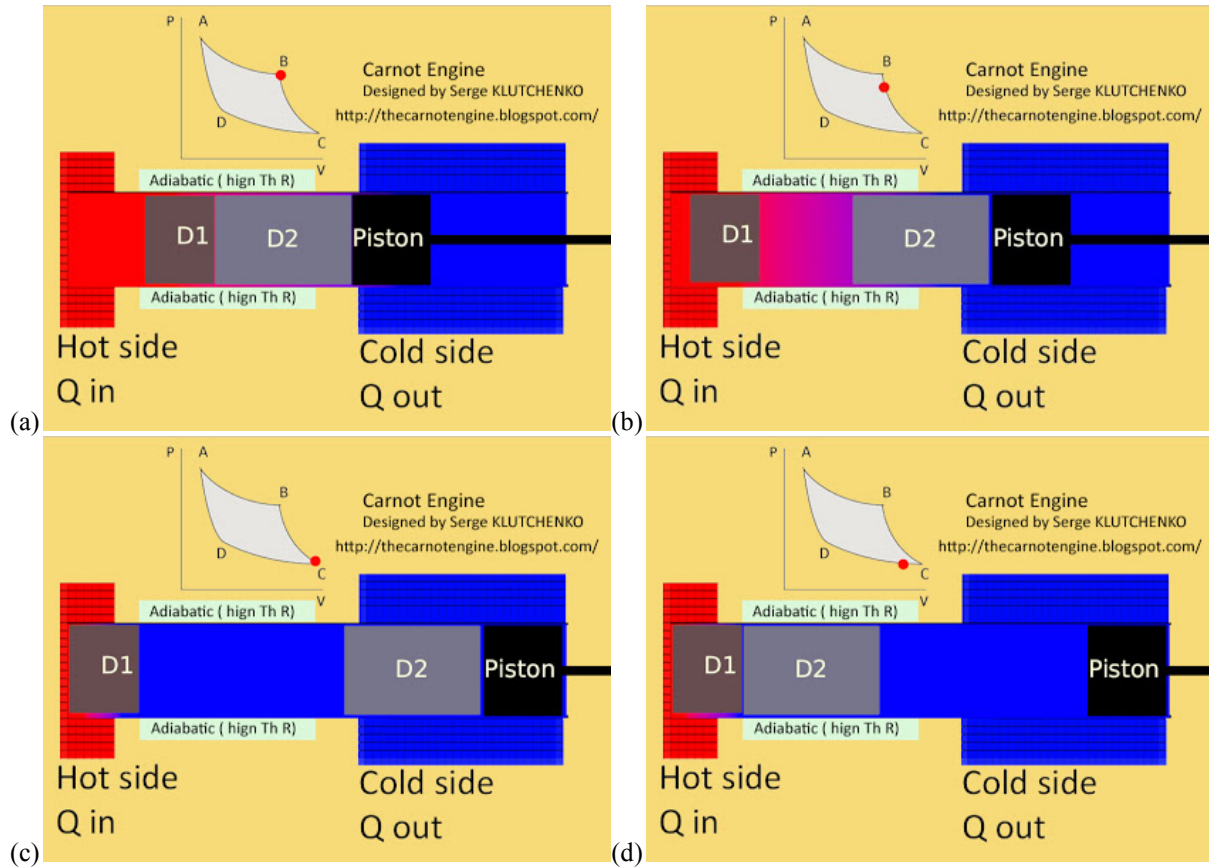 P A
B
Carnot Engine
Designed by Serge KLUTCHENKO
http://thecarnotengine.blogspot.com/
D
C
V
Adiabatic ( hign Th R)
D1 D2 Piston
Adiabatic ( hign Th R)
Hot side Cold side
Q in Q out
(a)
P A
B
Carnot Engine
Designed by Serge KLUTCHENKO
http://thecarnotengine.blogspot.com/
D
C
V
Adiabatic ( hign Th R)
D1 D2 Piston
Adiabatic ( hign Th R)
Hot side Cold side
Q in Q out
(b)
P A
B
Carnot Engine
Designed by Serge KLUTCHENKO
http://thecarnotengine.blogspot.com/
D
C
V
Adiabatic ( hign Th R)
D1 D2 Piston
Adiabatic ( hign Th R)
Hot side Cold side
Q in Q out
(c)
P A
B
Carnot Engine
Designed by Serge KLUTCHENKO
http://thecarnotengine.blogspot.com/
D
C
V
Adiabatic ( hign Th R)
D1 D2 Piston
Adiabatic ( hign Th R)
Hot side Cold side
Q in Q out
(d)